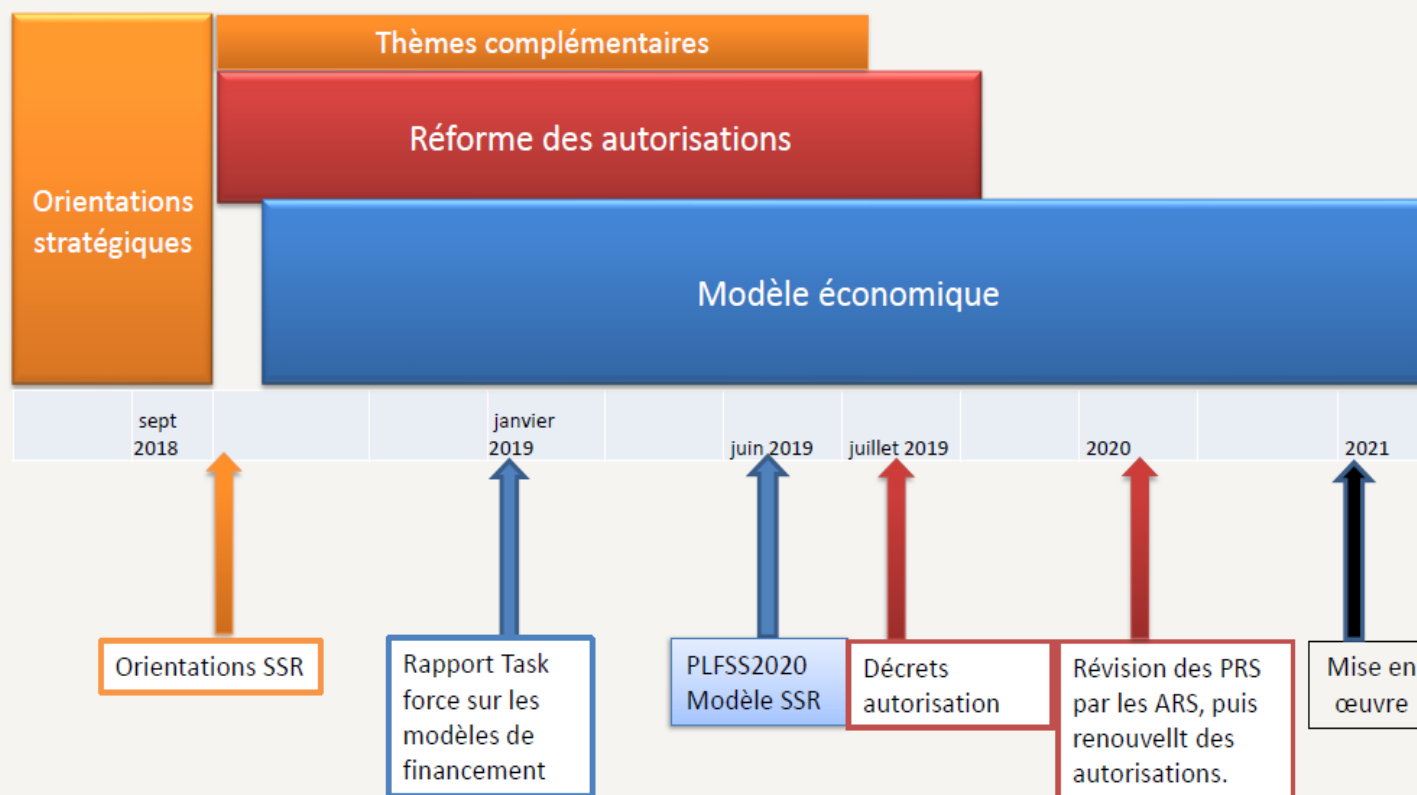 Thèmes complémentaires
Réforme des autorisations
Orientations
stratégiques
Modèle économique
sept
2018
janvier
2019
juin 2019
juillet 2019
2020
2021
Orientations SSR
Rapport Task
force sur les
modèles de
financement
PLFSS2020
Modèle SSR
Décrets
autorisation
Révision des PRS
par les ARS, puis
renouvellt des
autorisations.
Mise en
œuvre